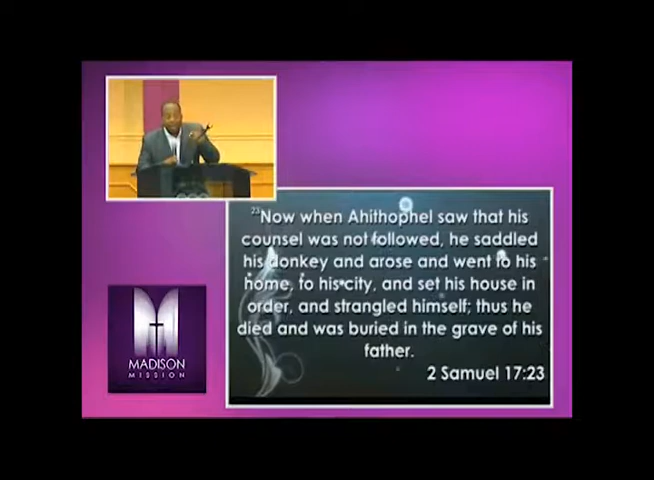 23Now when Ahithophel saw that his
counsel was not followed, he saddled
his donkey and arose and went to his
home, to his city, and set his house in
order, and strangled himself; thus he
died and was buried in the grave of his
father.
2 Samuel 17:23
MADISON
MISSION